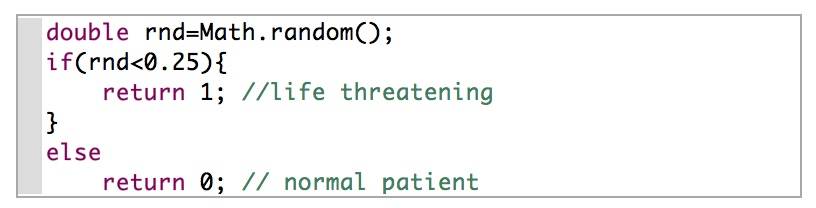 double rnd=Math.random();
if(rnd<0.25){
    return 1; //life threatening
}
else
    return 0; // normal patient